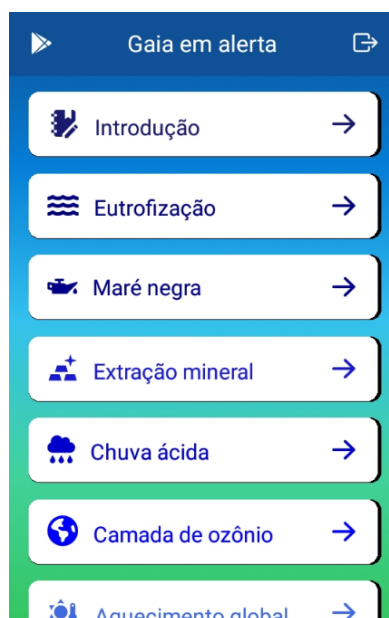 Gaia em alerta
Introdução
Eutrofização
Maré negra
Extração mineral
Chuva ácida
Camada de ozônio
Aquecimento global